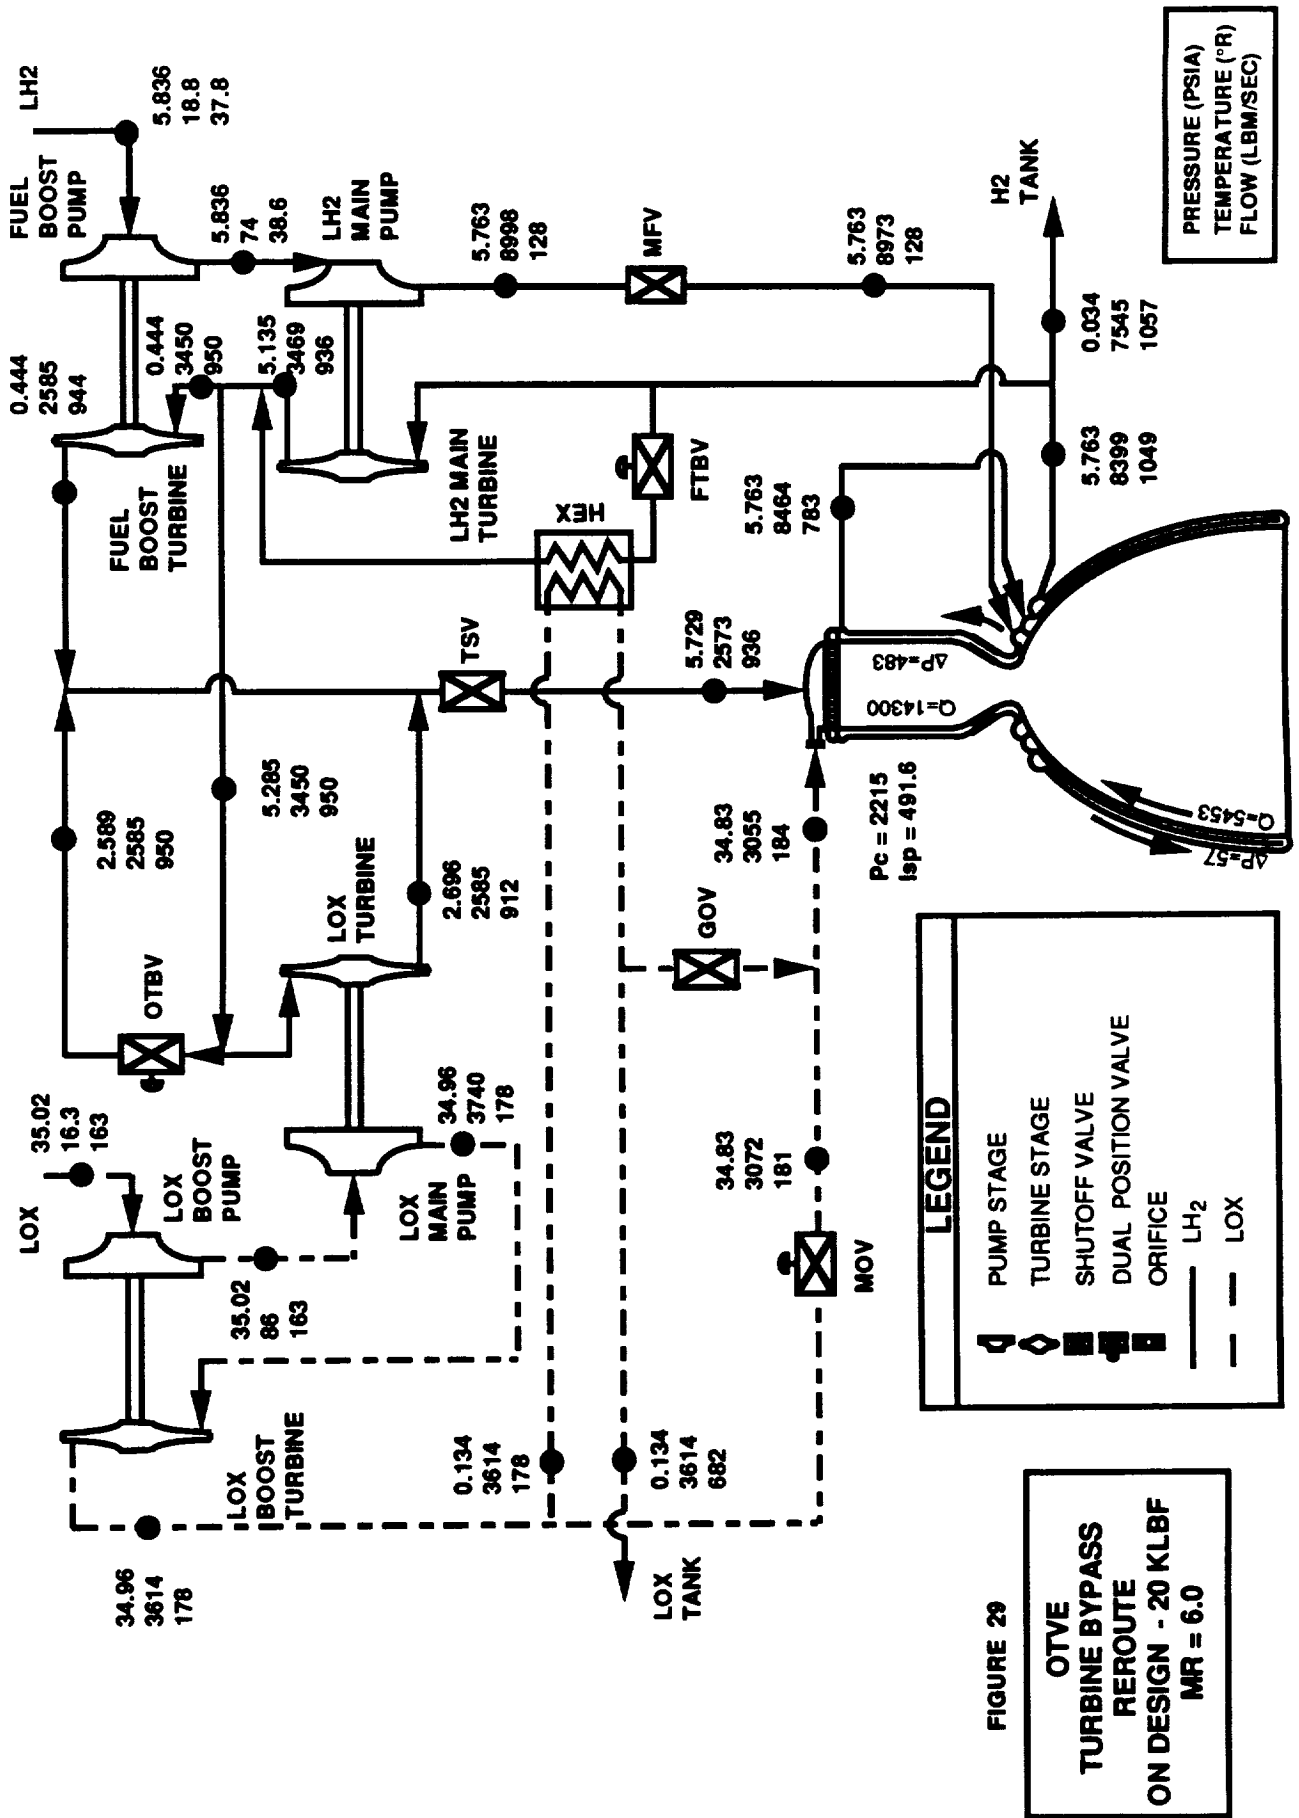 LH2
5.836
18.8
37.8
FUEL
BOOST
PUMP
5.836
74
38.6
LH2
MAIN
PUMP
5.763
8998
128
MFV
5.763
8973
128
H2
TANK
PRESSURE (PSIA)
TEMPERATURE (°R)
FLOW (LBM/SEC)
0.444
2585
944
0.444
3450
950
5.135
3469
936
0.034
7545
1057
FUEL
BOOST
TURBINE
LH2 MAIN
TURBINE
FTBV
HEX
5.763
8464
783
5.763
8399
1049
TSV
5.729
2573
936
ΔP=483
Q=14300
2.589
2585
950
5.285
3450
950
34.83
3055
184
Pc = 2215
Isp = 491.6
Q=5453
ΔP=57
OTBV
LOX
TURBINE
2.696
2585
912
GOV
35.02
16.3
163
LOX
LOX
BOOST
PUMP
34.96
3740
178
LOX
MAIN
PUMP
34.83
3072
181
MOV
35.02
86
163
LOX
BOOST
TURBINE
0.134
3614
178
0.134
3614
682
34.96
3614
178
LOX
TANK
LEGEND
PUMP STAGE
TURBINE STAGE
SHUTOFF VALVE
DUAL POSITION VALVE
ORIFICE
LH2
LOX
FIGURE 29
OTVE
TURBINE BYPASS
REROUTE
ON DESIGN - 20 KLBF
MR = 6.0